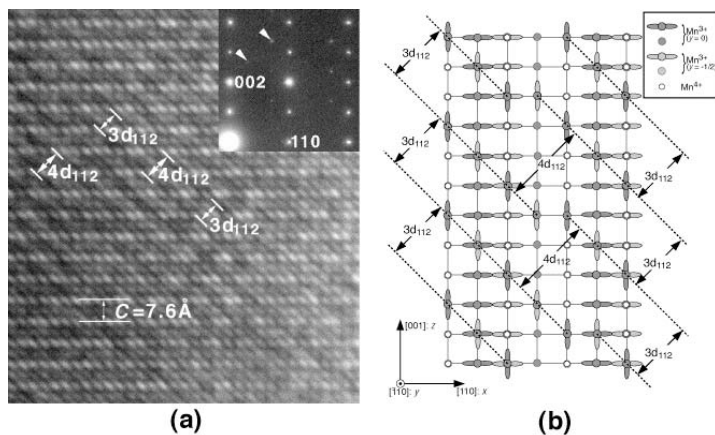 002
110
3d112
4d112
4d112
3d112
C=7.6Å
(a)
Mn3+
(y=0)
Mn3+
(y=-1/2)
Mn4+
3d112
3d112
3d112
4d112
4d112
3d112
3d112
3d112
[001]: z
[110]: y
[110]: x
(b)